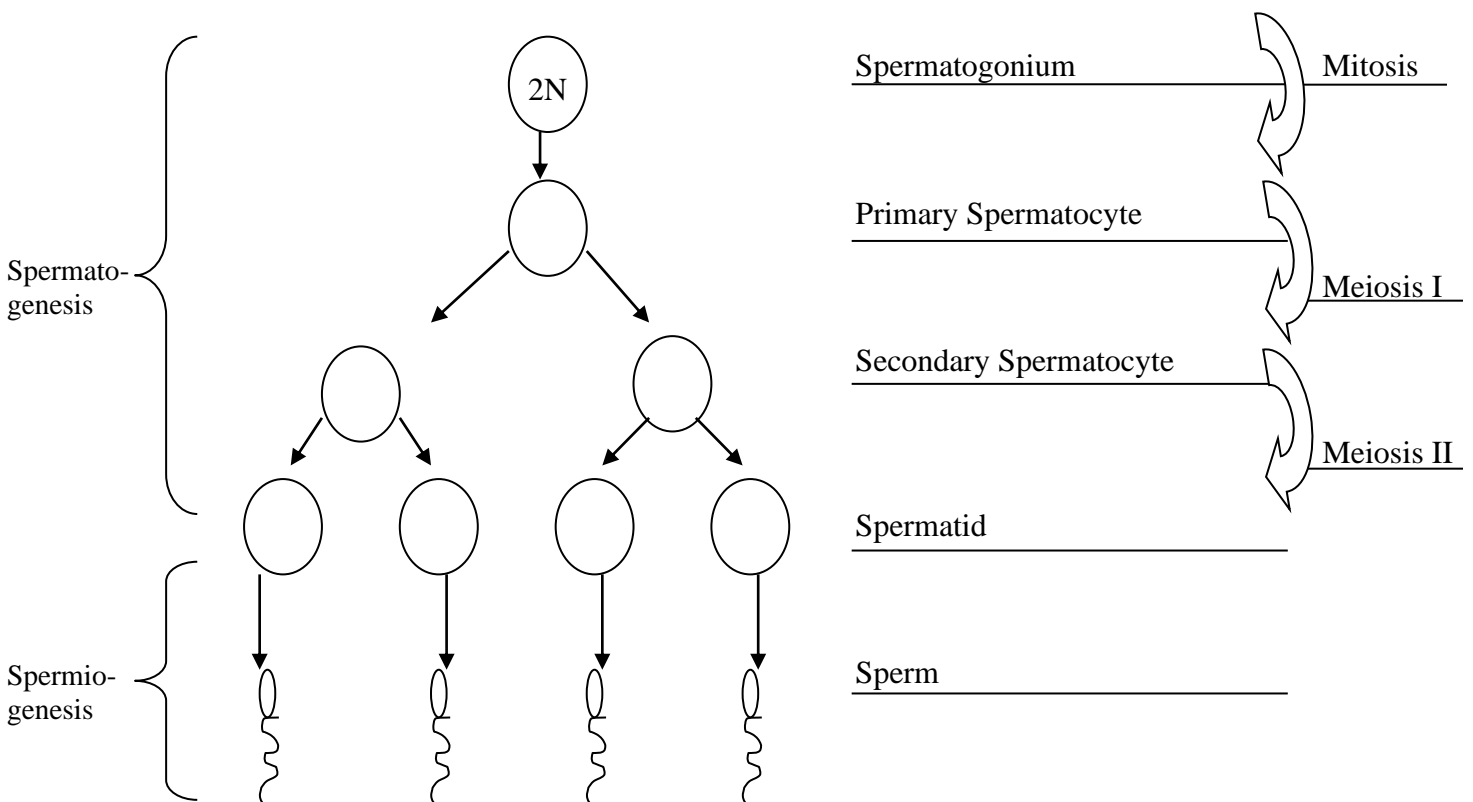 Spermatogonium
Mitosis
2N
Primary Spermatocyte
Spermato-
genesis
Meiosis I
Secondary Spermatocyte
Meiosis II
Spermatid
Spermio-
genesis
Sperm